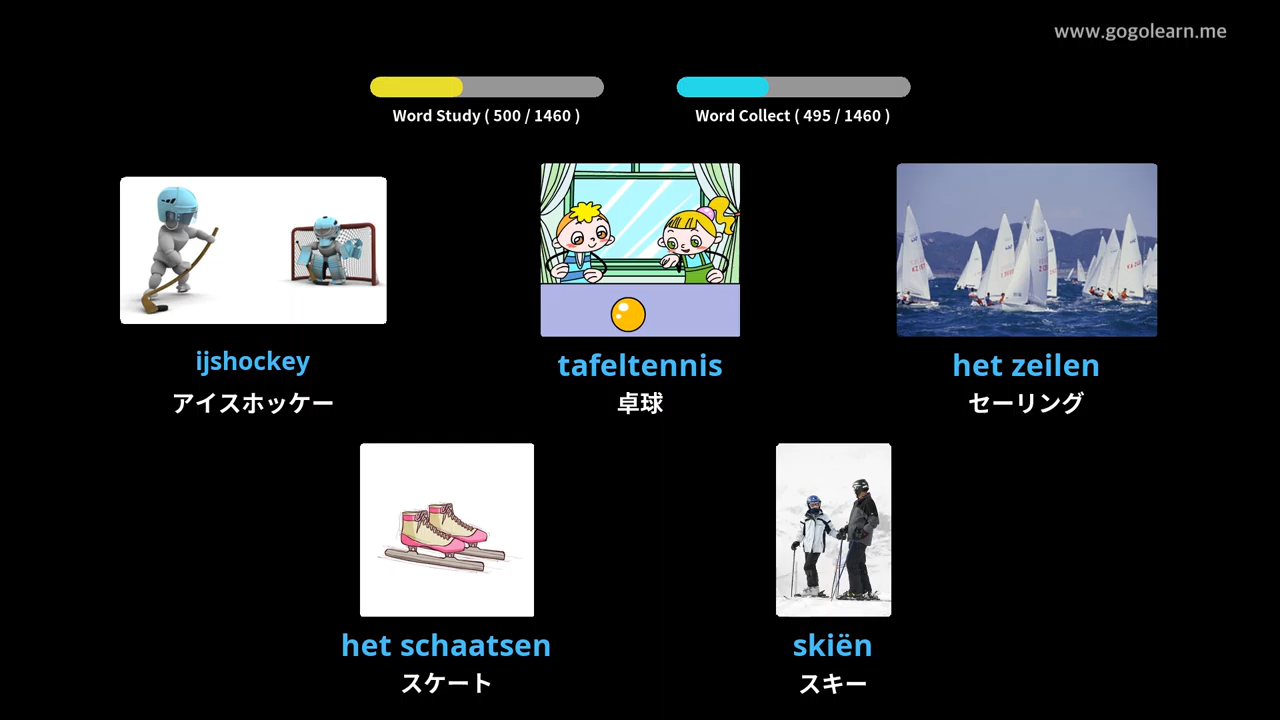 www.gogolearn.me
Word Study ( 500 / 1460 )
Word Collect ( 495 / 1460 )
ijshockey
アイスホッケー
tafeltennis
卓球
het zeilen
セーリング
het schaatsen
スケート
skiën
スキー